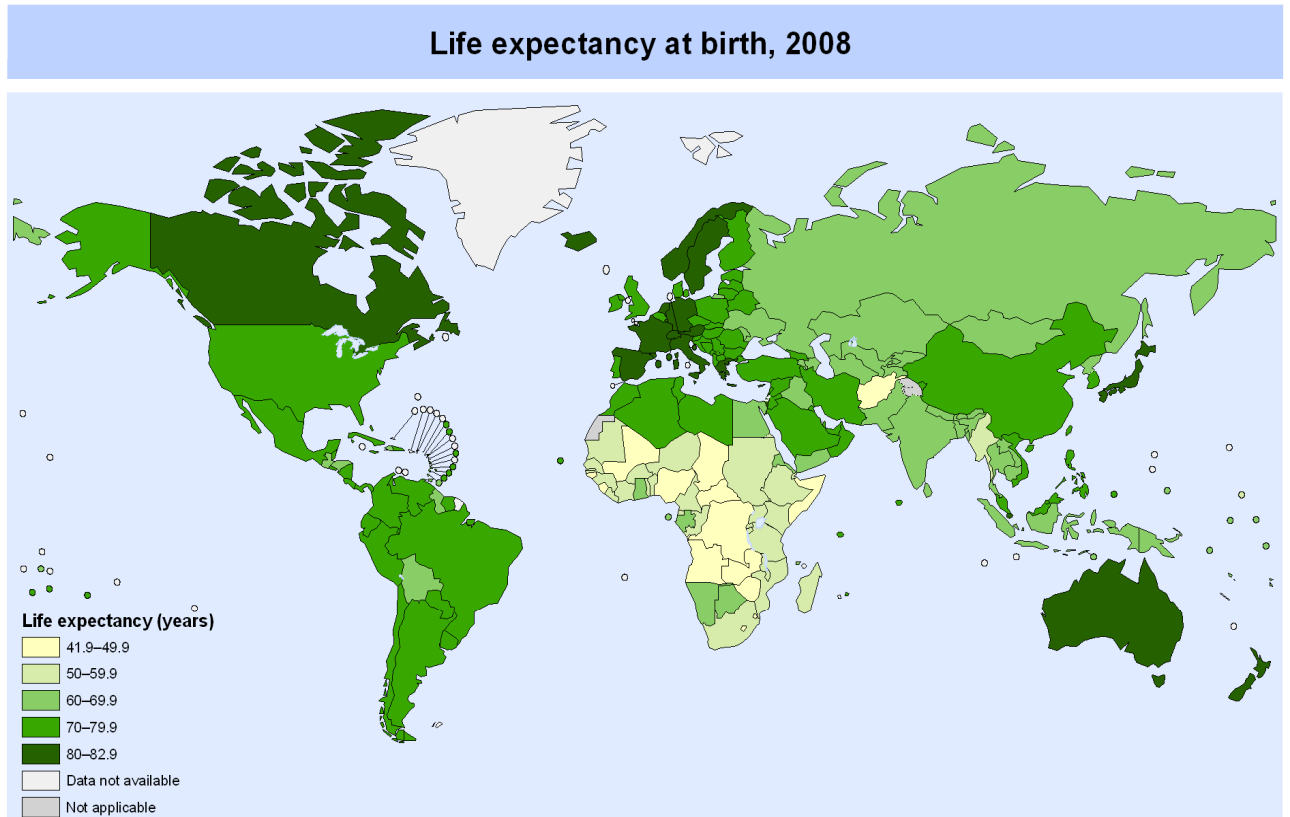 Life expectancy at birth, 2008
Life expectancy (years)
41.9–49.9
50–59.9
60–69.9
70–79.9
80–82.9
Data not available
Not applicable